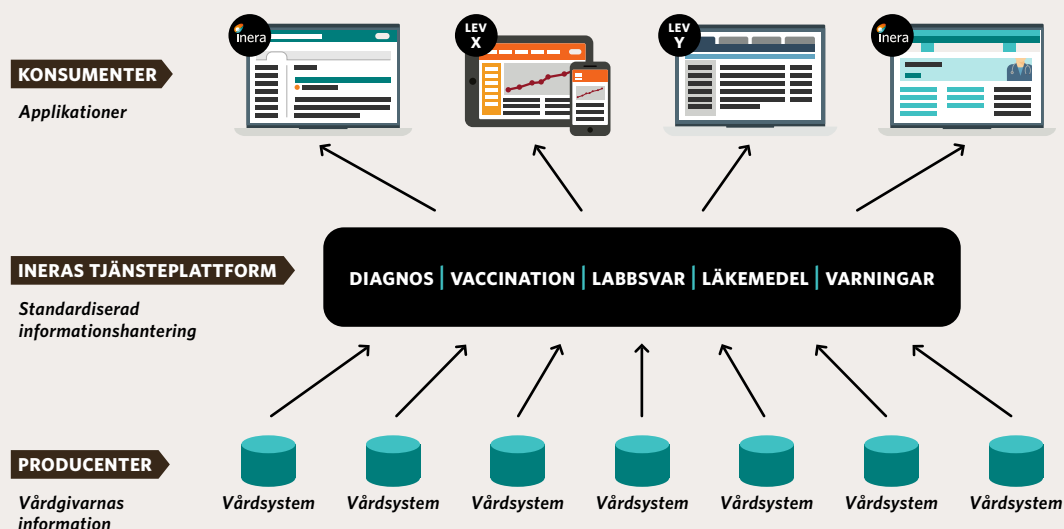 inera
LEV
X
LEV
Y
inera
KONSUMENTER
Applikationer
INERAS TJÄNSTEPLATTFORM
Standardiserad
informationshantering
DIAGNOS | VACCINATION | LABBSVAR | LÄKEMEDEL | VARNINGAR
PRODUCENTER
Vårdgivarnas
information
Vårdsystem Vårdsystem Vårdsystem Vårdsystem Vårdsystem Vårdsystem Vårdsystem